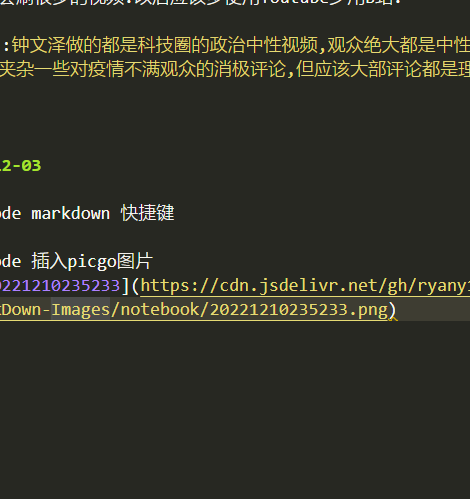 会刷很多的视频.以后应该多使用Youtube少用B站.
:钟文泽做的都是科技圈的政治中性视频,观众绝大都是中性
夹杂一些对疫情不满观众的消极评论,但应该大部评论都是理
2-03
ode markdown 快捷键
ode 插入picgo图片
0221210235233](https://cdn.jsdelivr.net/gh/ryany
Down-Images/notebook/20221210235233.png)